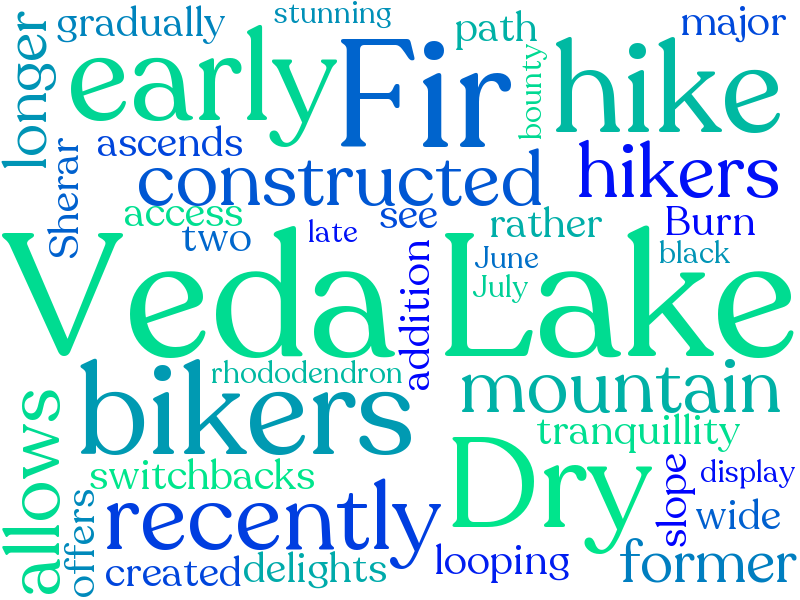 longer
gradually
stunning
path
major
early
Fir
bounty
hike
Sherar
ascends
constructed
hikers
access
two
late
see
rather
Burn
June
black
July
Veda Lake
addition
rhododendron
bikers
mountain
tranquillity
allows
switchbacks
Dry
slope
display
offers
recently
wide
created
delights
looping
former